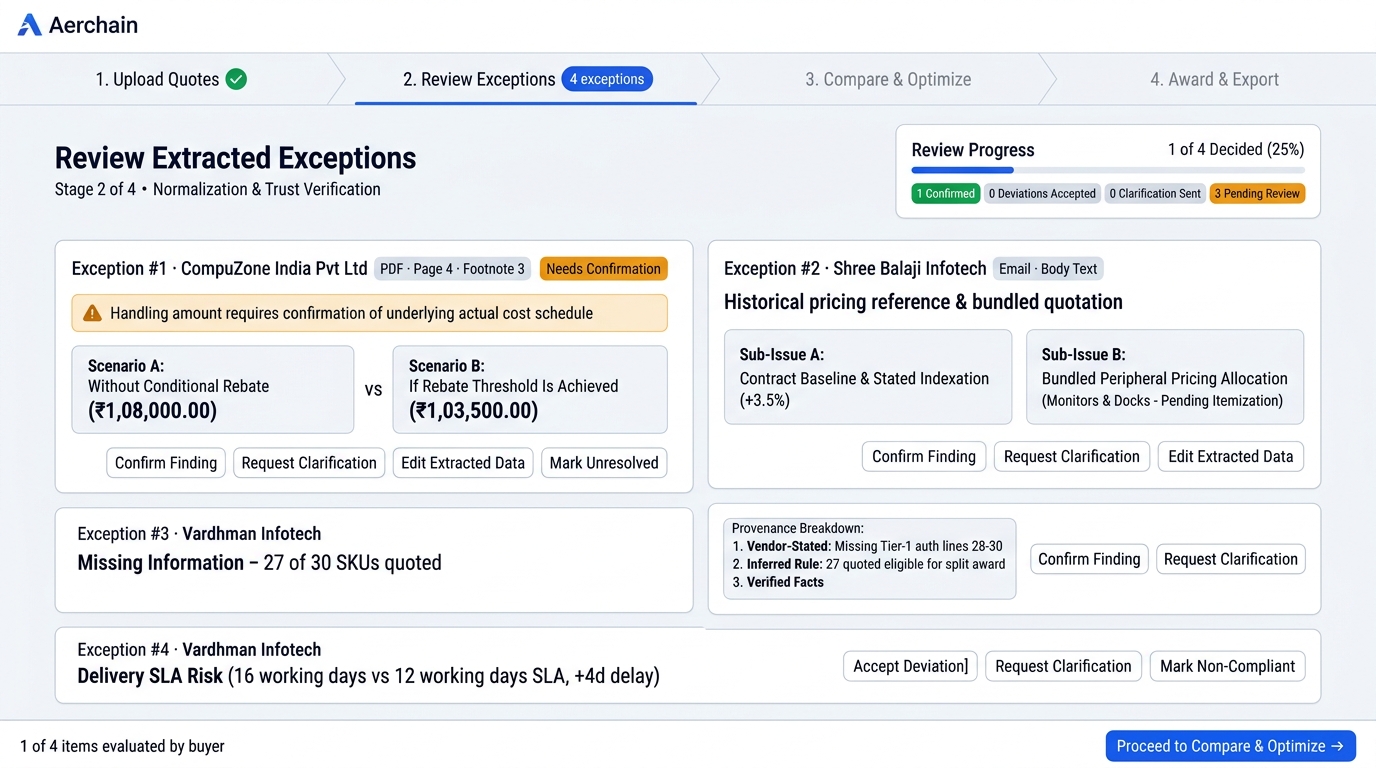 Aerchain
1. Upload Quotes
2. Review Exceptions
4 exceptions
3. Compare & Optimize
4. Award & Export
Review Extracted Exceptions
Stage 2 of 4 • Normalization & Trust Verification
Review Progress
1 of 4 Decided (25%)
1 Confirmed
0 Deviations Accepted
0 Clarification Sent
3 Pending Review
Exception #1 · CompuZone India Pvt Ltd
PDF · Page 4 · Footnote 3
Needs Confirmation
Handling amount requires confirmation of underlying actual cost schedule
Scenario A:
Without Conditional Rebate
(₹1,08,000.00)
vs
Scenario B:
If Rebate Threshold Is Achieved
(₹1,03,500.00)
Confirm Finding
Request Clarification
Edit Extracted Data
Mark Unresolved
Exception #2 · Shree Balaji Infotech
Email · Body Text
Historical pricing reference & bundled quotation
Sub-Issue A:
Contract Baseline & Stated Indexation
(+3.5%)
Sub-Issue B:
Bundled Peripheral Pricing Allocation
(Monitors & Docks - Pending Itemization)
Confirm Finding
Request Clarification
Edit Extracted Data
Exception #3 · Vardhman Infotech
Missing Information – 27 of 30 SKUs quoted
Provenance Breakdown:
1. Vendor-Stated: Missing Tier-1 auth lines 28-30
2. Inferred Rule: 27 quoted eligible for split award
3. Verified Facts
Confirm Finding
Request Clarification
Exception #4 · Vardhman Infotech
Delivery SLA Risk (16 working days vs 12 working days SLA, +4d delay)
Accept Deviation]
Request Clarification
Mark Non-Compliant
1 of 4 items evaluated by buyer
Proceed to Compare & Optimize →